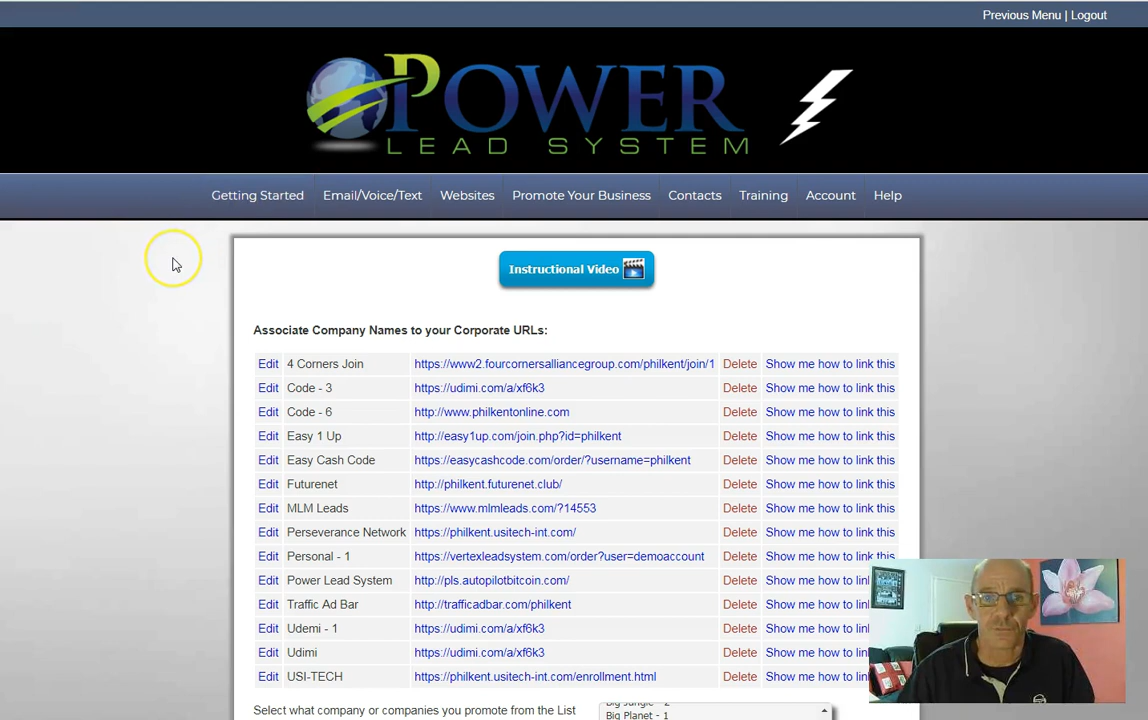 Previous Menu | Logout
POWER
LEAD SYSTEM
Getting Started Email/Voice/Text Websites Promote Your Business Contacts Training Account Help
Instructional Video
Associate Company Names to your Corporate URLs:
Edit 4 Corners Join https://www2.fourcornersalliancegroup.com/philkent/join/1 Delete Show me how to link this
Edit Code - 3 https://udimi.com/a/xf6k3 Delete Show me how to link this
Edit Code - 6 http://www.philkentonline.com Delete Show me how to link this
Edit Easy 1 Up http://easy1up.com/join.php?id=philkent Delete Show me how to link this
Edit Easy Cash Code https://easycashcode.com/order/?username=philkent Delete Show me how to link this
Edit Futurenet http://philkent.futurenet.club/ Delete Show me how to link this
Edit MLM Leads https://www.mlmleads.com/?14553 Delete Show me how to link this
Edit Perseverance Network https://philkent.usitech-int.com/ Delete Show me how to link this
Edit Personal - 1 https://vertexleadsystem.com/order?user=demoaccount Delete Show me how to link this
Edit Power Lead System http://pls.autopilotbitcoin.com/ Delete Show me how to lin
Edit Traffic Ad Bar http://trafficadbar.com/philkent Delete Show me how to lin
Edit Udemi - 1 https://udimi.com/a/xf6k3 Delete Show me how to lin
Edit Udimi https://udimi.com/a/xf6k3 Delete Show me how to lin
Edit USI-TECH https://philkent.usitech-int.com/enrollment.html Delete Show me how to lin
Select what company or companies you promote from the List
Big Jungle - 2
Big Planet - 1